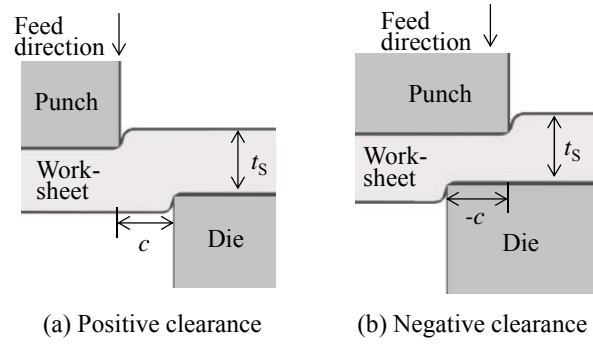 Feed
direction
Punch
Work-
sheet
t_S
c
Die
(a) Positive clearance
Feed
direction
Punch
Work-
sheet
t_S
-c
Die
(b) Negative clearance